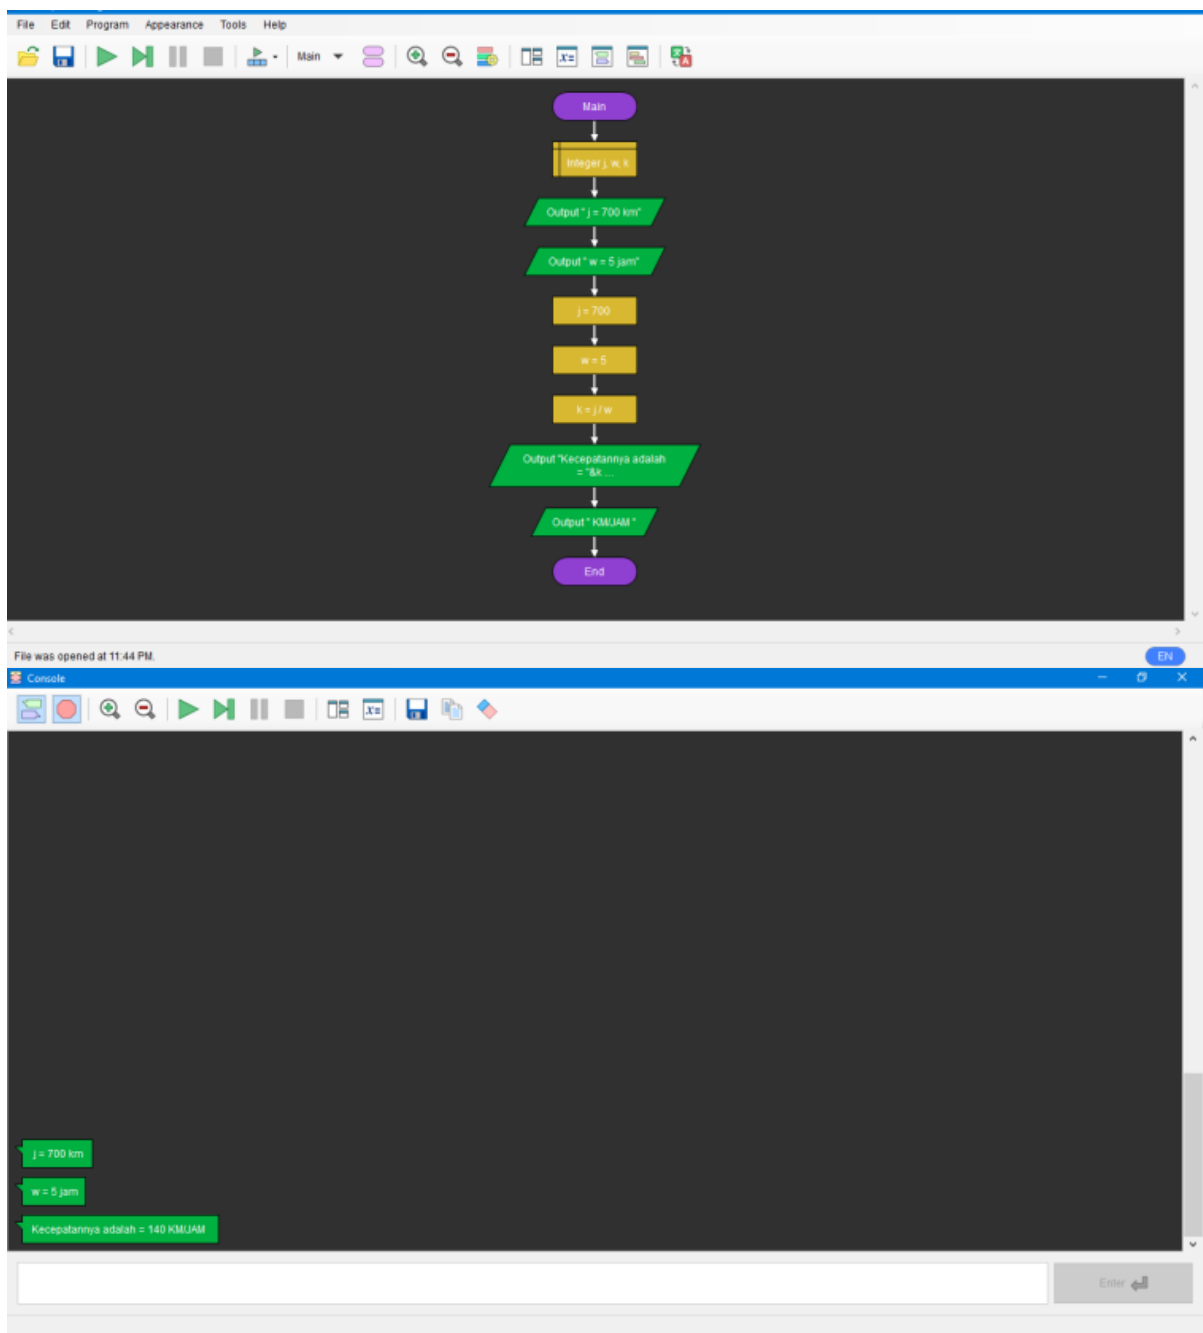 File Edit Program Appearance Tools Help
Main
Main
Integer j, w, k
Output " j = 700 km"
Output " w = 5 jam"
j = 700
w = 5
k = j / w
Output "Kecepatannya adalah
= "&k ...
Output " KM/JAM "
End
File was opened at 11:44 PM.
EN
Console
j = 700 km
w = 5 jam
Kecepatannya adalah = 140 KM/JAM
Enter